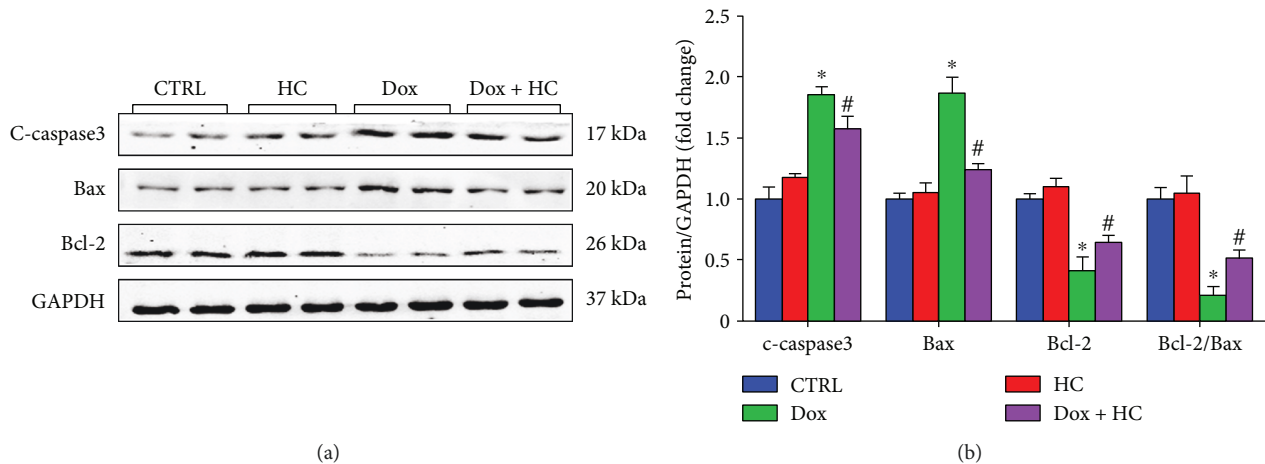 CTRL HC Dox Dox + HC
C-caspase3 17 kDa
Bax 20 kDa
Bcl-2 26 kDa
GAPDH 37 kDa
(a)
Protein/GAPDH (fold change)
2.5
2.0
1.5
1.0
0.5
0
* # * # * # * #
c-caspase3 Bax Bcl-2 Bcl-2/Bax
CTRL HC
Dox Dox + HC
(b)